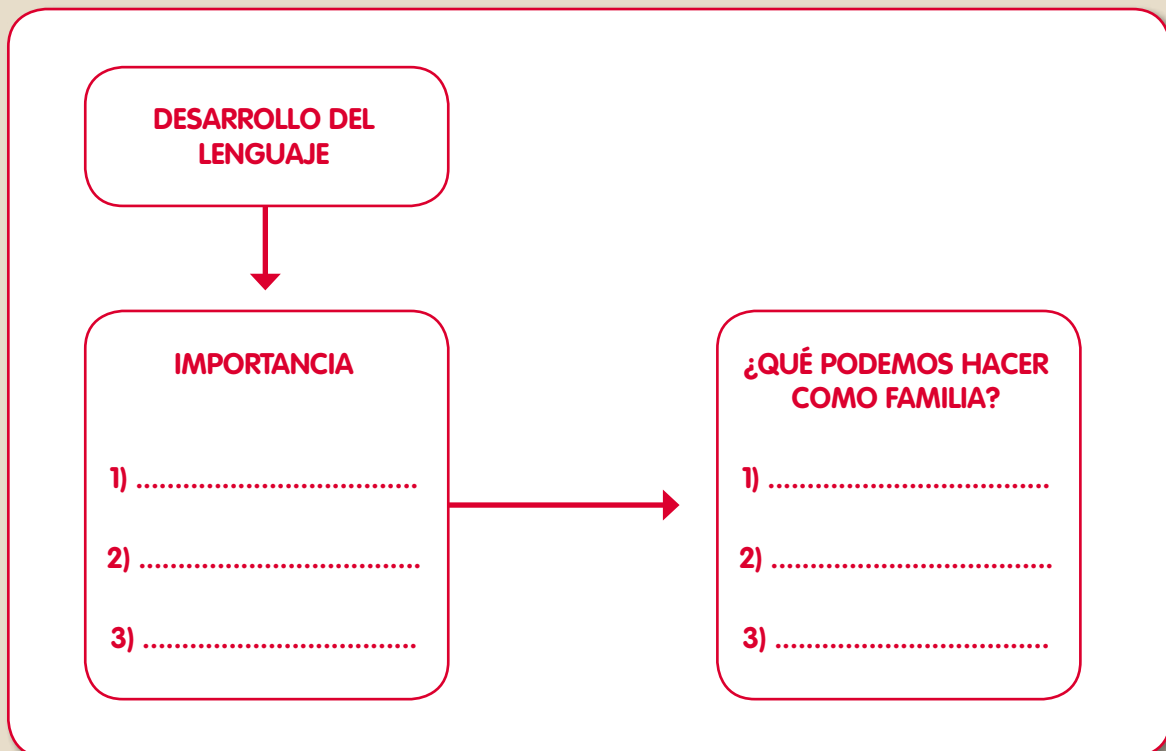 DESARROLLO DEL
LENGUAJE
IMPORTANCIA
1) ....................................
2) ....................................
3) ...................................
¿QUÉ PODEMOS HACER
COMO FAMILIA?
1) ....................................
2) ....................................
3) ...................................